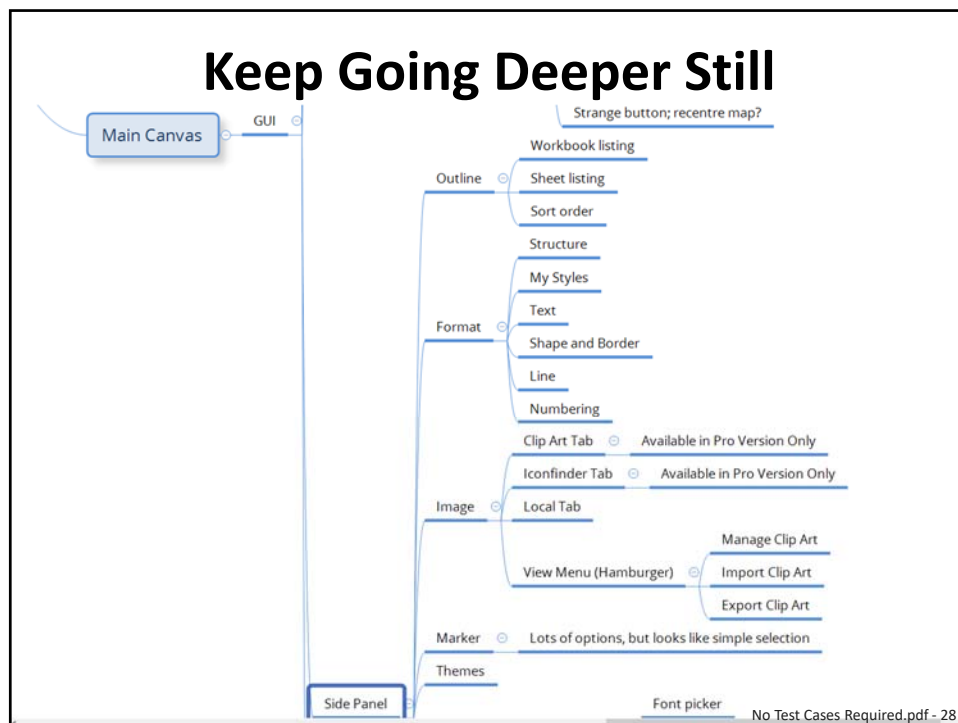 Keep Going Deeper Still
Strange button; recentre map?
Main Canvas
GUI
Workbook listing
Outline
Sheet listing
Sort order
Structure
My Styles
Text
Format
Shape and Border
Line
Numbering
Clip Art Tab
Available in Pro Version Only
Iconfinder Tab
Available in Pro Version Only
Image
Local Tab
Manage Clip Art
View Menu (Hamburger)
Import Clip Art
Export Clip Art
Marker
Lots of options, but looks like simple selection
Themes
Side Panel
Font picker
No Test Cases Required.pdf - 28